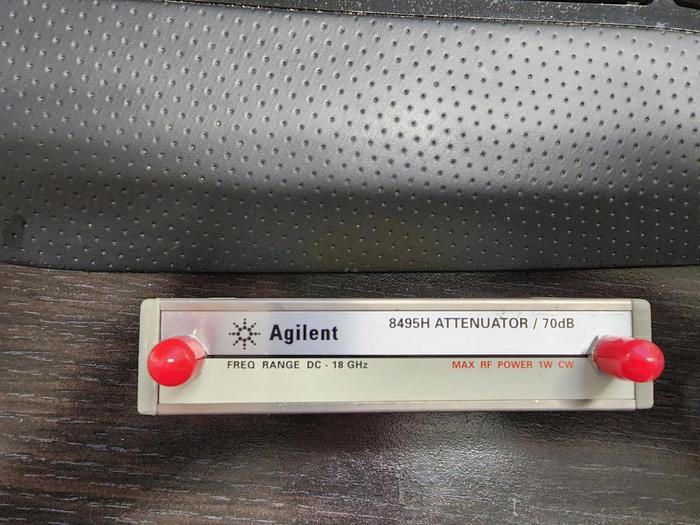 Agilent
8495H ATTENUATOR / 70dB
FREQ RANGE DC - 18 GHz
MAX RF POWER 1W CW